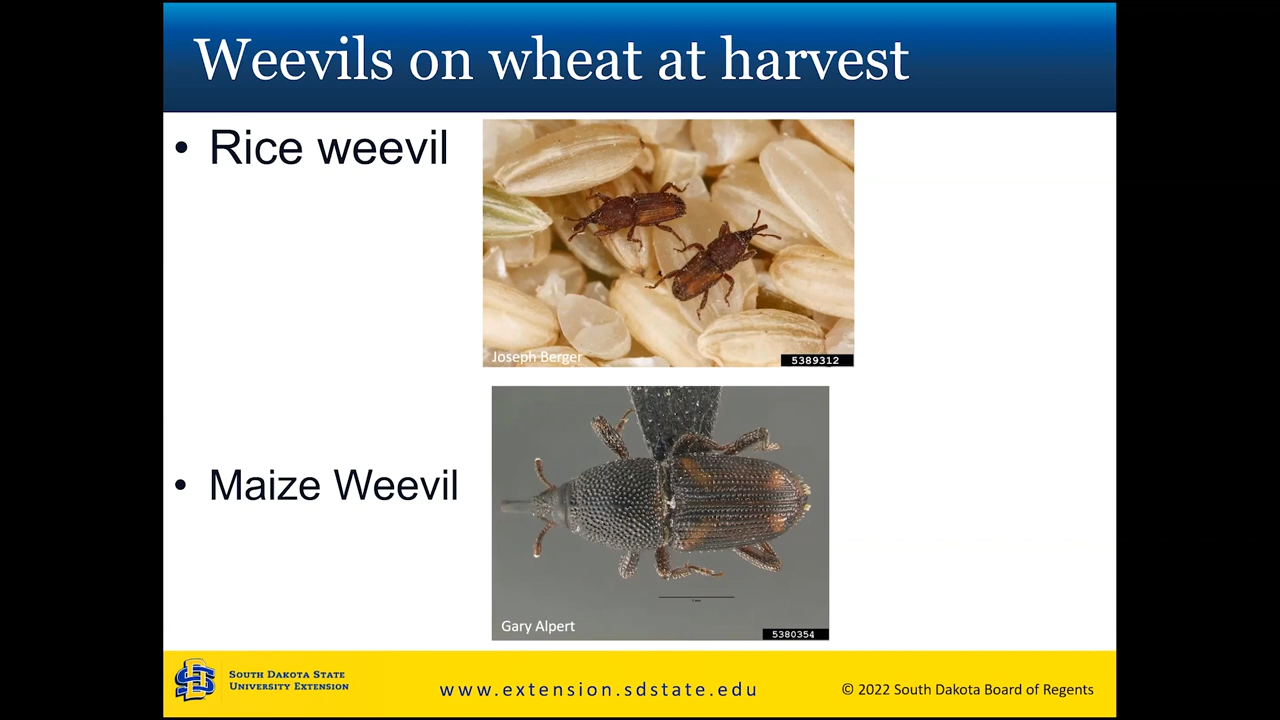 Weevils on wheat at harvest
• Rice weevil
Joseph Berger
5389312
• Maize Weevil
Gary Alpert
5380354
SOUTH DAKOTA STATE
UNIVERSITY EXTENSION
www.extension.sdstate.edu
© 2022 South Dakota Board of Regents